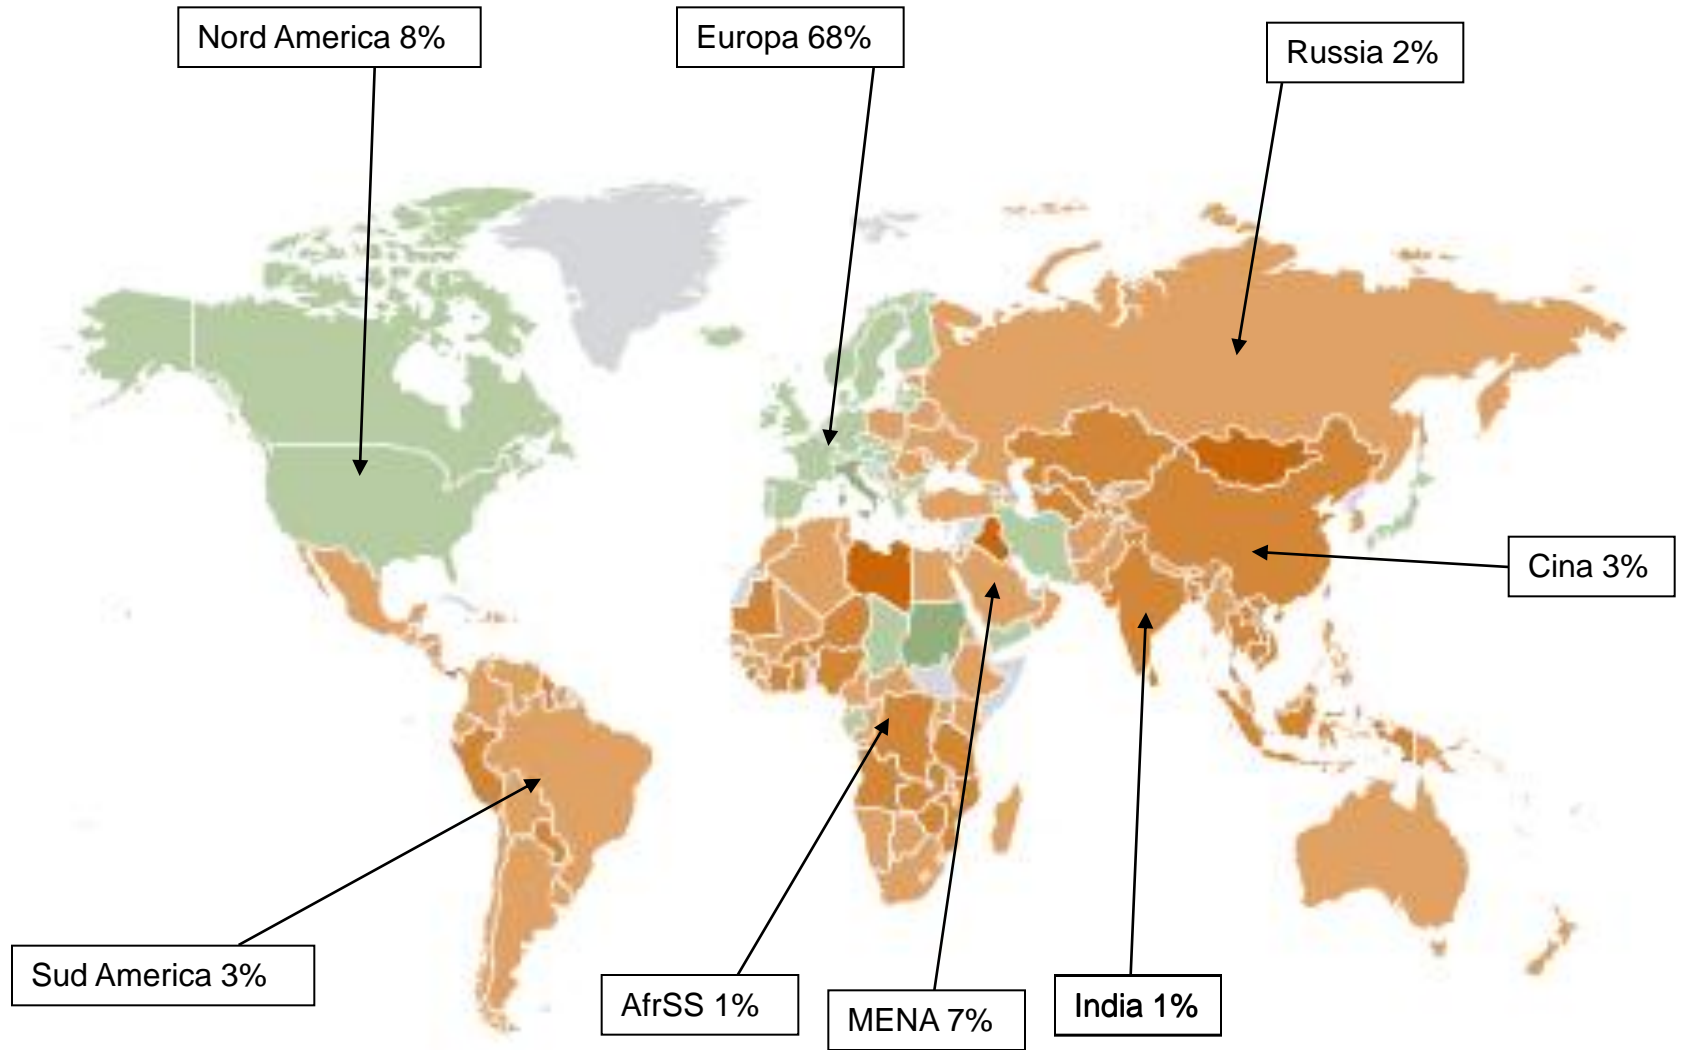 Nord America 8%
Europa 68%
Russia 2%
Cina 3%
Sud America 3%
AfrSS 1%
MENA 7%
India 1%